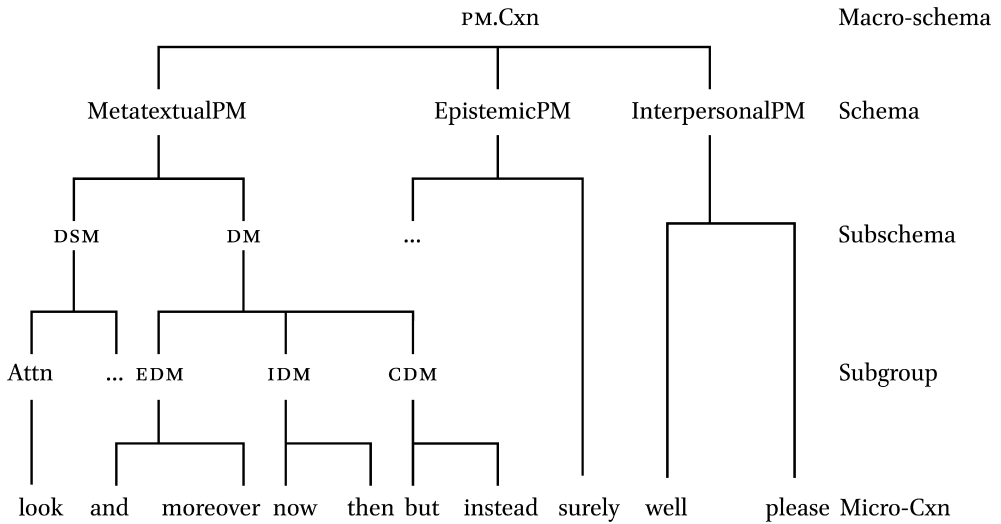 PM.Cxn Macro-schema
MetatextualPM EpistemicPM InterpersonalPM Schema
DSM DM ... Subschema
Attn ... EDM IDM CDM Subgroup
look and moreover now then but instead surely well please Micro-Cxn